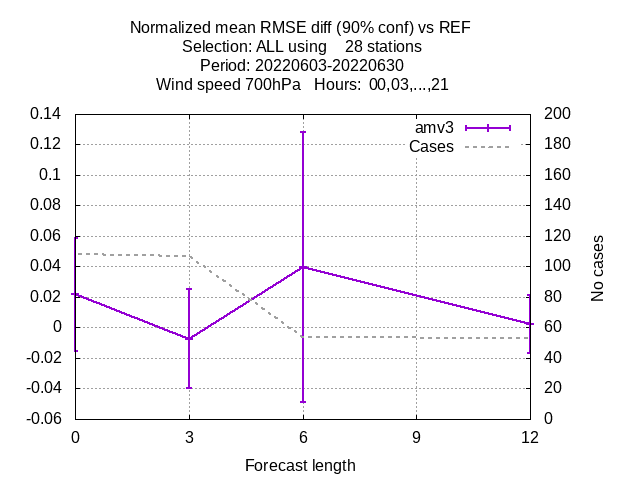 Normalized mean RMSE diff (90% conf) vs REF
Selection: ALL using    28 stations
Period: 20220603-20220630
Wind speed 700hPa   Hours:  00,03,...,21
0.14
0.12
0.1
0.08
0.06
0.04
0.02
0
-0.02
-0.04
-0.06
amv3
Cases
200
180
160
140
120
100
80
60
40
20
0
No cases
0 3 6 9 12
Forecast length